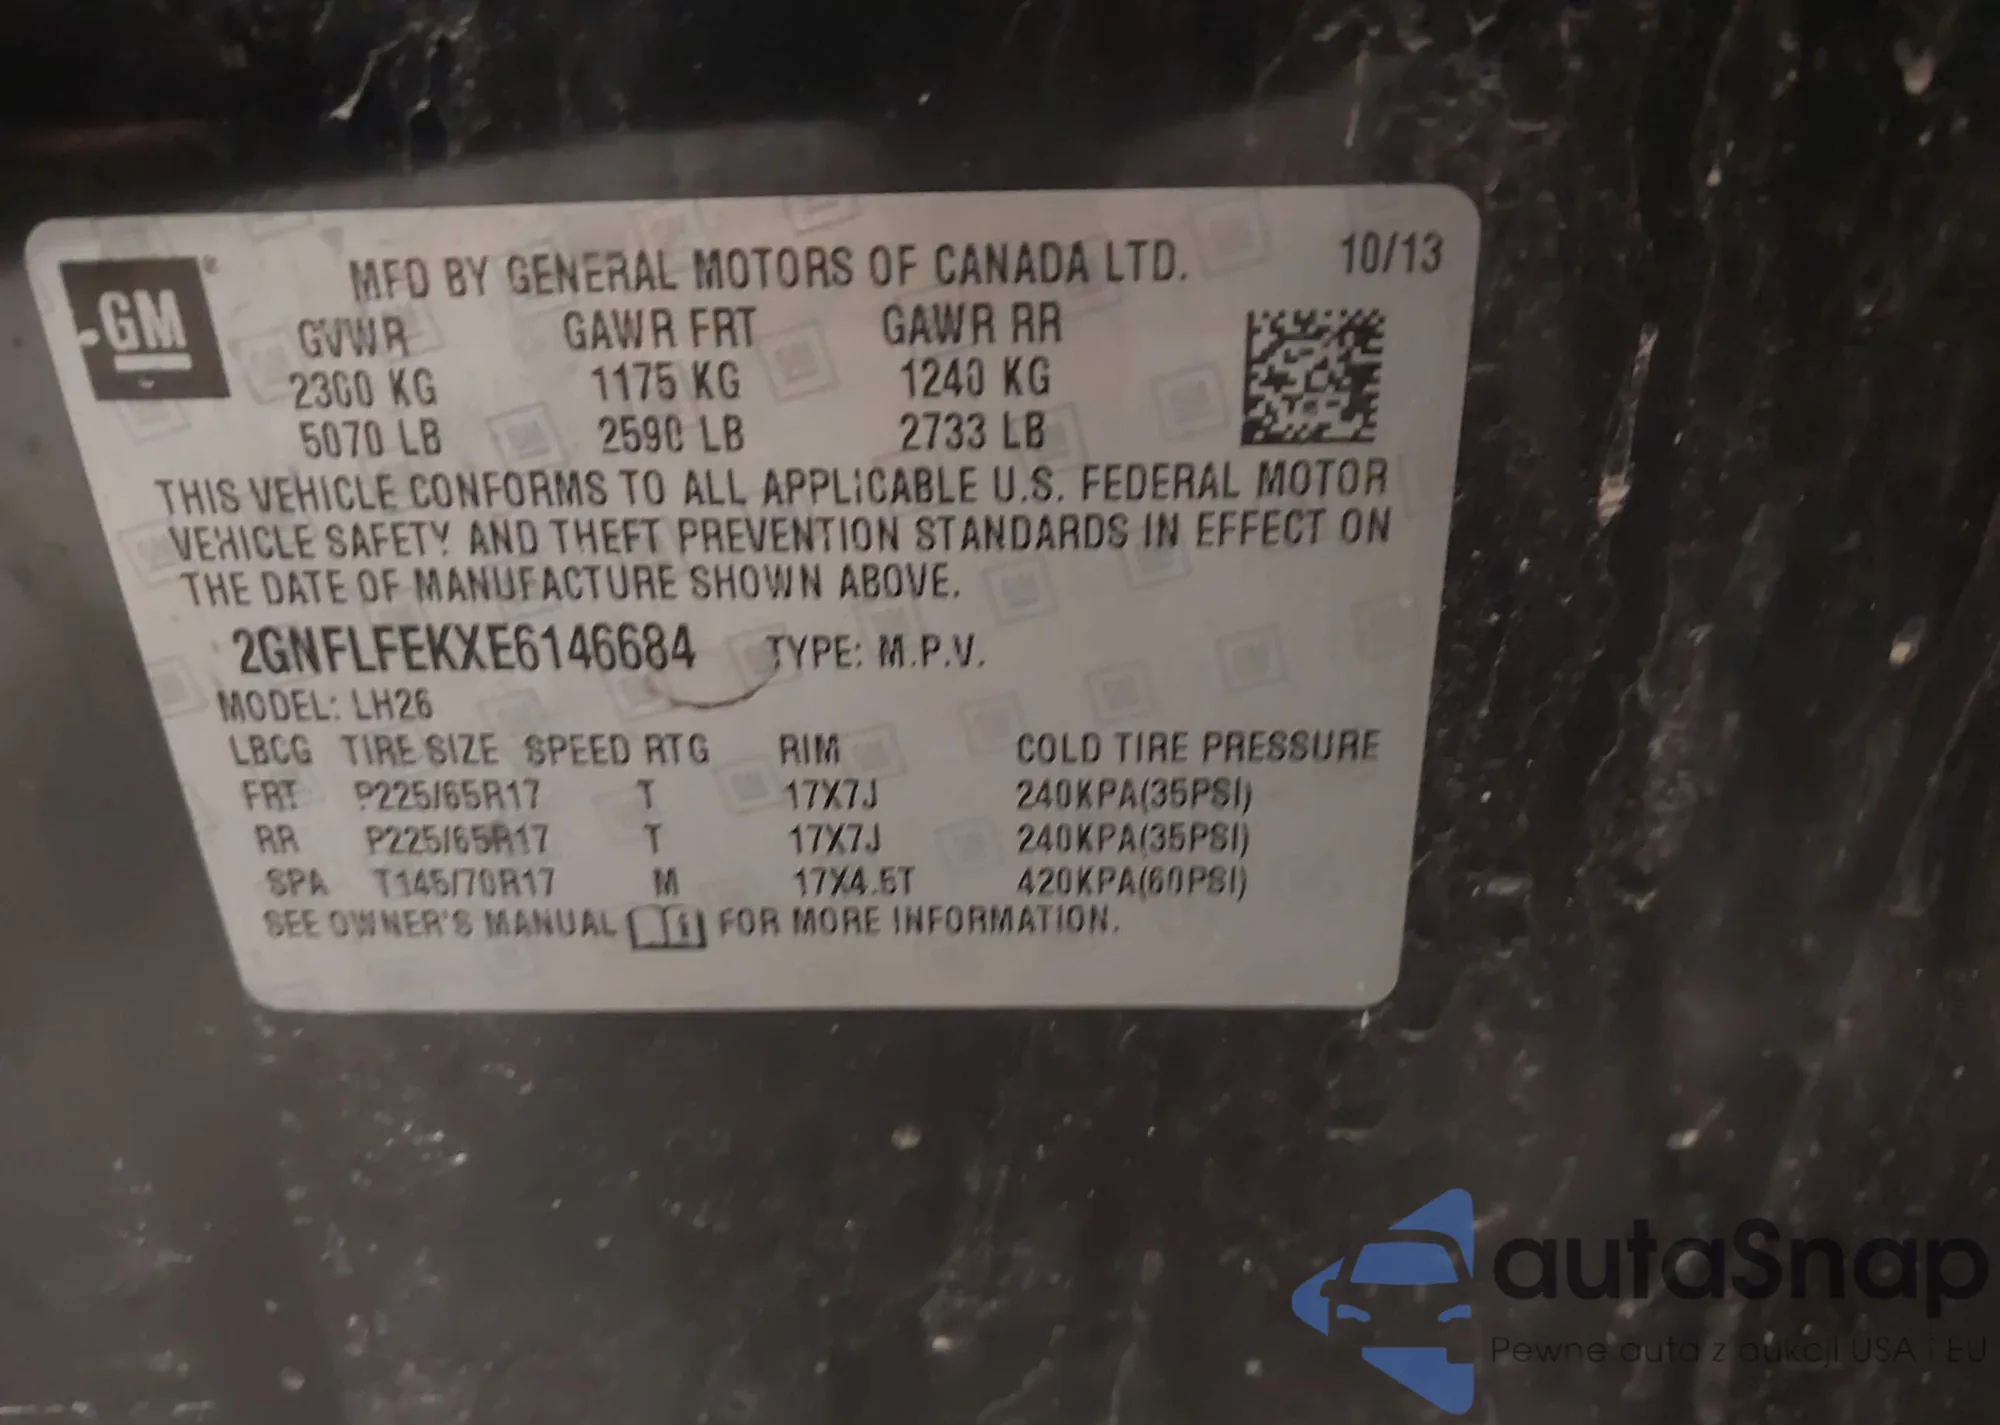 GM
MFD BY GENERAL MOTORS OF CANADA LTD. 10/13
GVWR GAWR FRT GAWR RR
2300 KG 1175 KG 1240 KG
5070 LB 2590 LB 2733 LB
THIS VEHICLE CONFORMS TO ALL APPLICABLE U.S. FEDERAL MOTOR
VEHICLE SAFETY AND THEFT PREVENTION STANDARDS IN EFFECT ON
THE DATE OF MANUFACTURE SHOWN ABOVE.
2GNFLFEKXE6146684 TYPE: M.P.V.
MODEL: LH26
LBCG TIRE SIZE SPEED RTG RIM COLD TIRE PRESSURE
FRT P225/65R17 T 17X7J 240KPA(35PSI)
RR P225/65R17 T 17X7J 240KPA(35PSI)
SPA T145/70R17 M 17X4.5T 420KPA(60PSI)
SEE OWNER'S MANUAL i FOR MORE INFORMATION.
autaSnap
Pewne auta z aukcji USA i EU